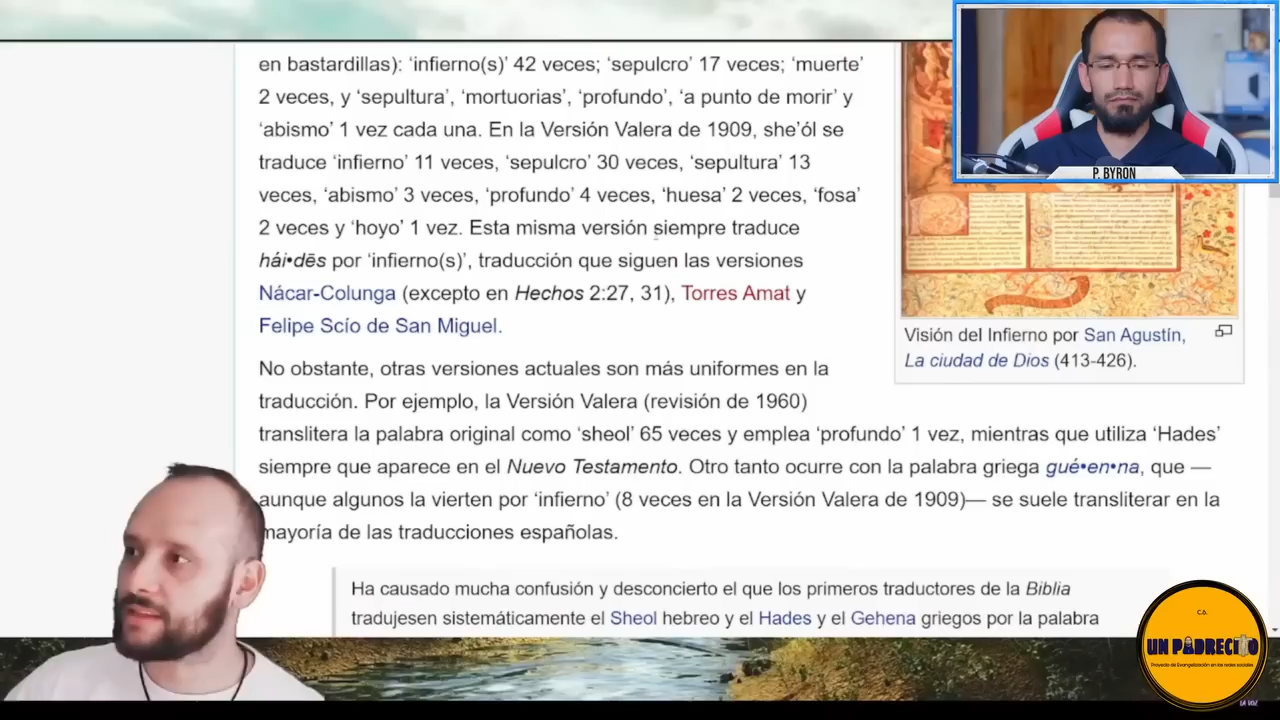 en bastardillas): ‘infierno(s)’ 42 veces; ‘sepulcro’ 17 veces; ‘muerte’
2 veces, y ‘sepultura’, ‘mortuorias’, ‘profundo’, ‘a punto de morir’ y
‘abismo’ 1 vez cada una. En la Versión Valera de 1909, she’ól se
traduce ‘infierno’ 11 veces, ‘sepulcro’ 30 veces, ‘sepultura’ 13
veces, ‘abismo’ 3 veces, ‘profundo’ 4 veces, ‘huesa’ 2 veces, ‘fosa’
2 veces y ‘hoyo’ 1 vez. Esta misma versión siempre traduce
hái•dēs por ‘infierno(s)’, traducción que siguen las versiones
Nácar-Colunga (excepto en Hechos 2:27, 31), Torres Amat y
Felipe Scío de San Miguel.
No obstante, otras versiones actuales son más uniformes en la
traducción. Por ejemplo, la Versión Valera (revisión de 1960)
translitera la palabra original como ‘sheol’ 65 veces y emplea ‘profundo’ 1 vez, mientras que utiliza ‘Hades’
siempre que aparece en el Nuevo Testamento. Otro tanto ocurre con la palabra griega gué•en•na, que —
aunque algunos la vierten por ‘infierno’ (8 veces en la Versión Valera de 1909)— se suele transliterar en la
mayoría de las traducciones españolas.
Ha causado mucha confusión y desconcierto el que los primeros traductores de la Biblia
tradujesen sistemáticamente el Sheol hebreo y el Hades y el Gehena griegos por la palabra
P. BYRON
Visión del Infierno por San Agustín,
La ciudad de Dios (413-426).
UN PADRECITO
Proyecto de Evangelización en las redes sociales
LA VOZ